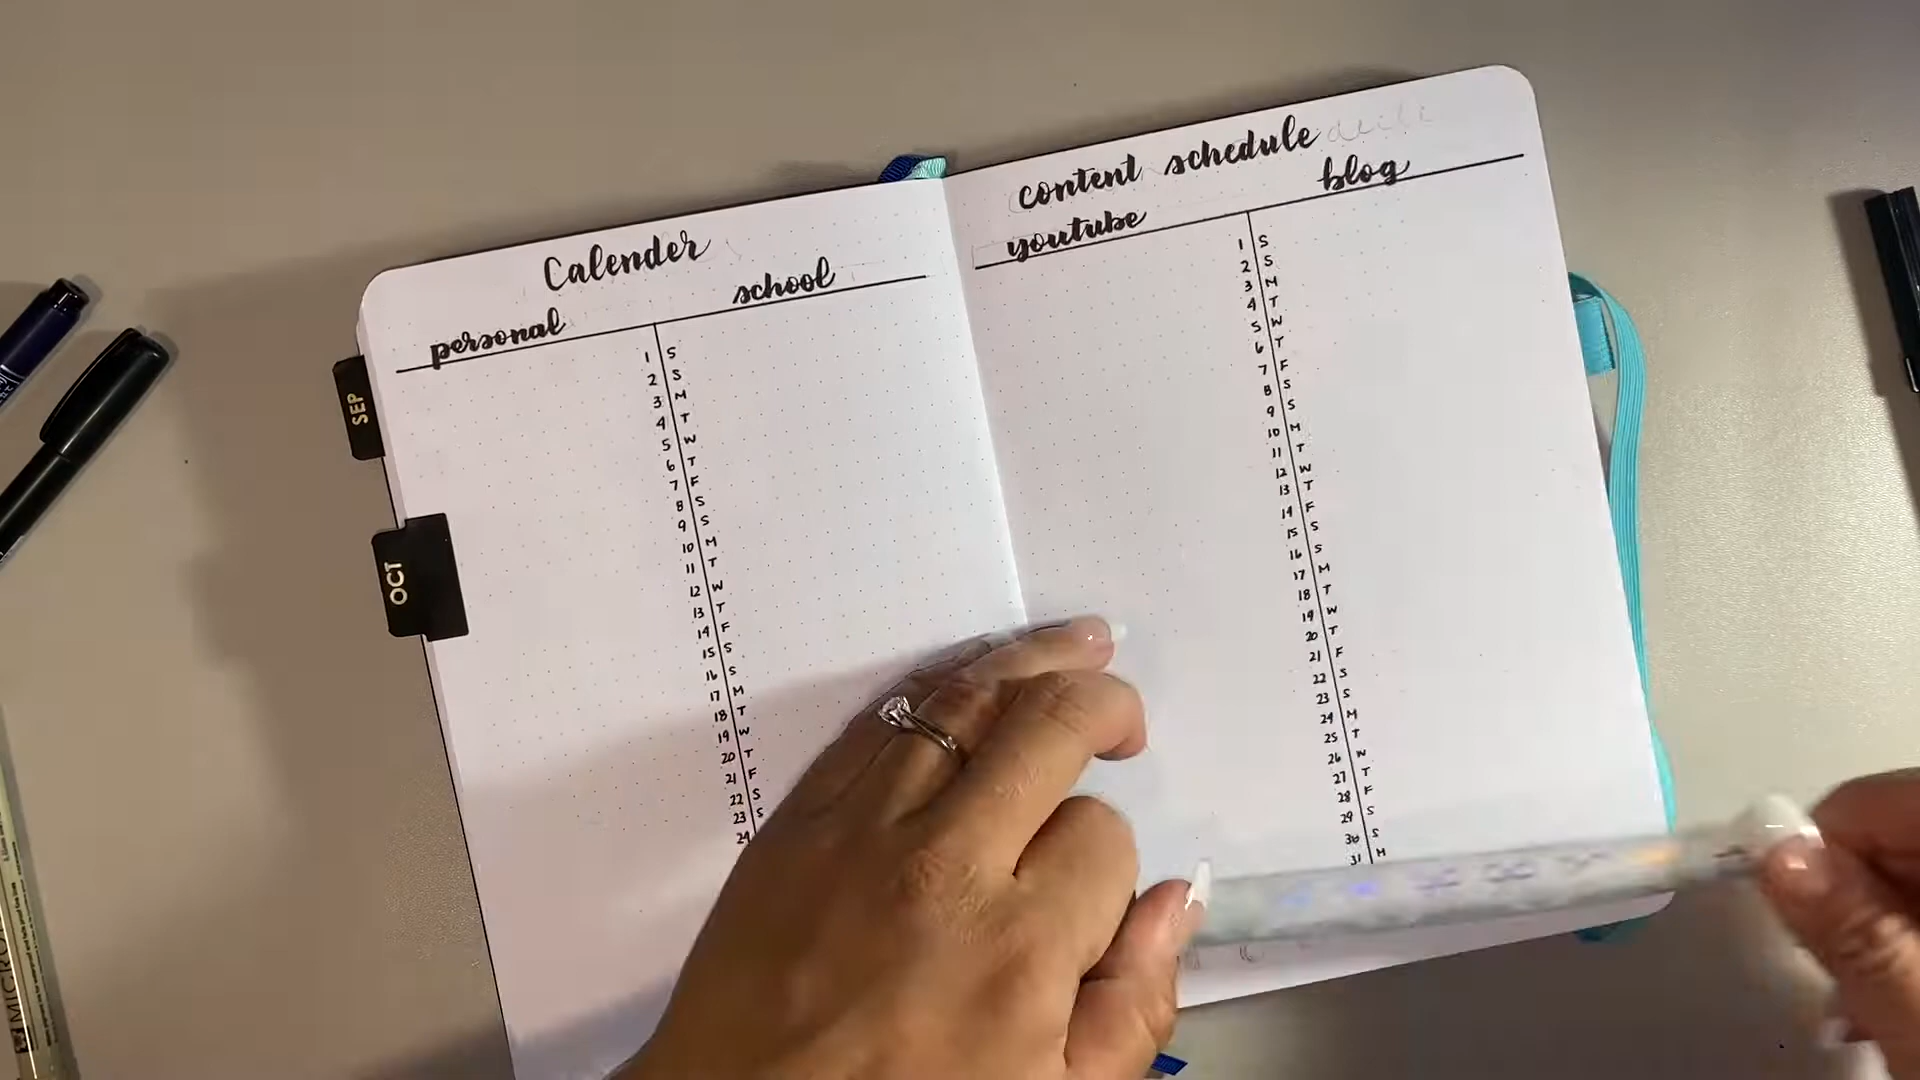 Calender
personal school
1 S
2 S
3 M
4 T
5 W
6 T
7 F
8 S
9 S
10 M
11 T
12 W
13 T
14 F
15 S
16 S
17 M
18 T
19 W
20 T
21 F
22 S
23 S
24
SEP
OCT
content schedule
youtube blog
1 S
2 S
3 M
4 T
5 W
6 T
7 F
8 S
9 S
10 M
11 T
12 W
13 T
14 F
15 S
16 S
17 M
18 T
19 W
20 T
21 F
22 S
23 S
24 M
25 T
26 W
27 T
28 F
29 S
30 S
31 M